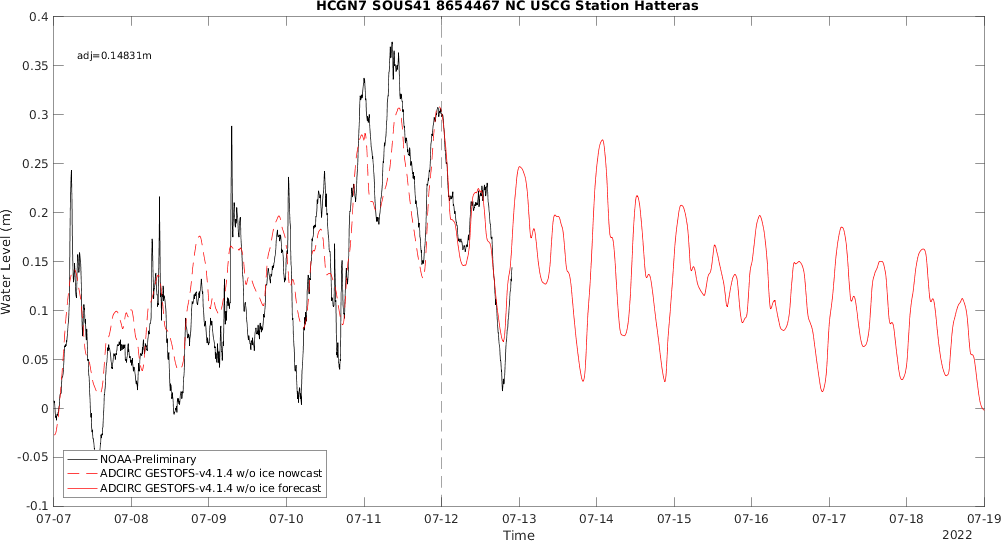 HCGN7 SOUS41 8654467 NC USCG Station Hatteras
adj=0.14831m
0.4
0.35
0.3
0.25
0.2
0.15
0.1
0.05
0
-0.05
-0.1
Water Level (m)
NOAA-Preliminary
ADCIRC GESTOFS-v4.1.4 w/o ice nowcast
ADCIRC GESTOFS-v4.1.4 w/o ice forecast
07-07 07-08 07-09 07-10 07-11 07-12 07-13 07-14 07-15 07-16 07-17 07-18 07-19
Time
2022